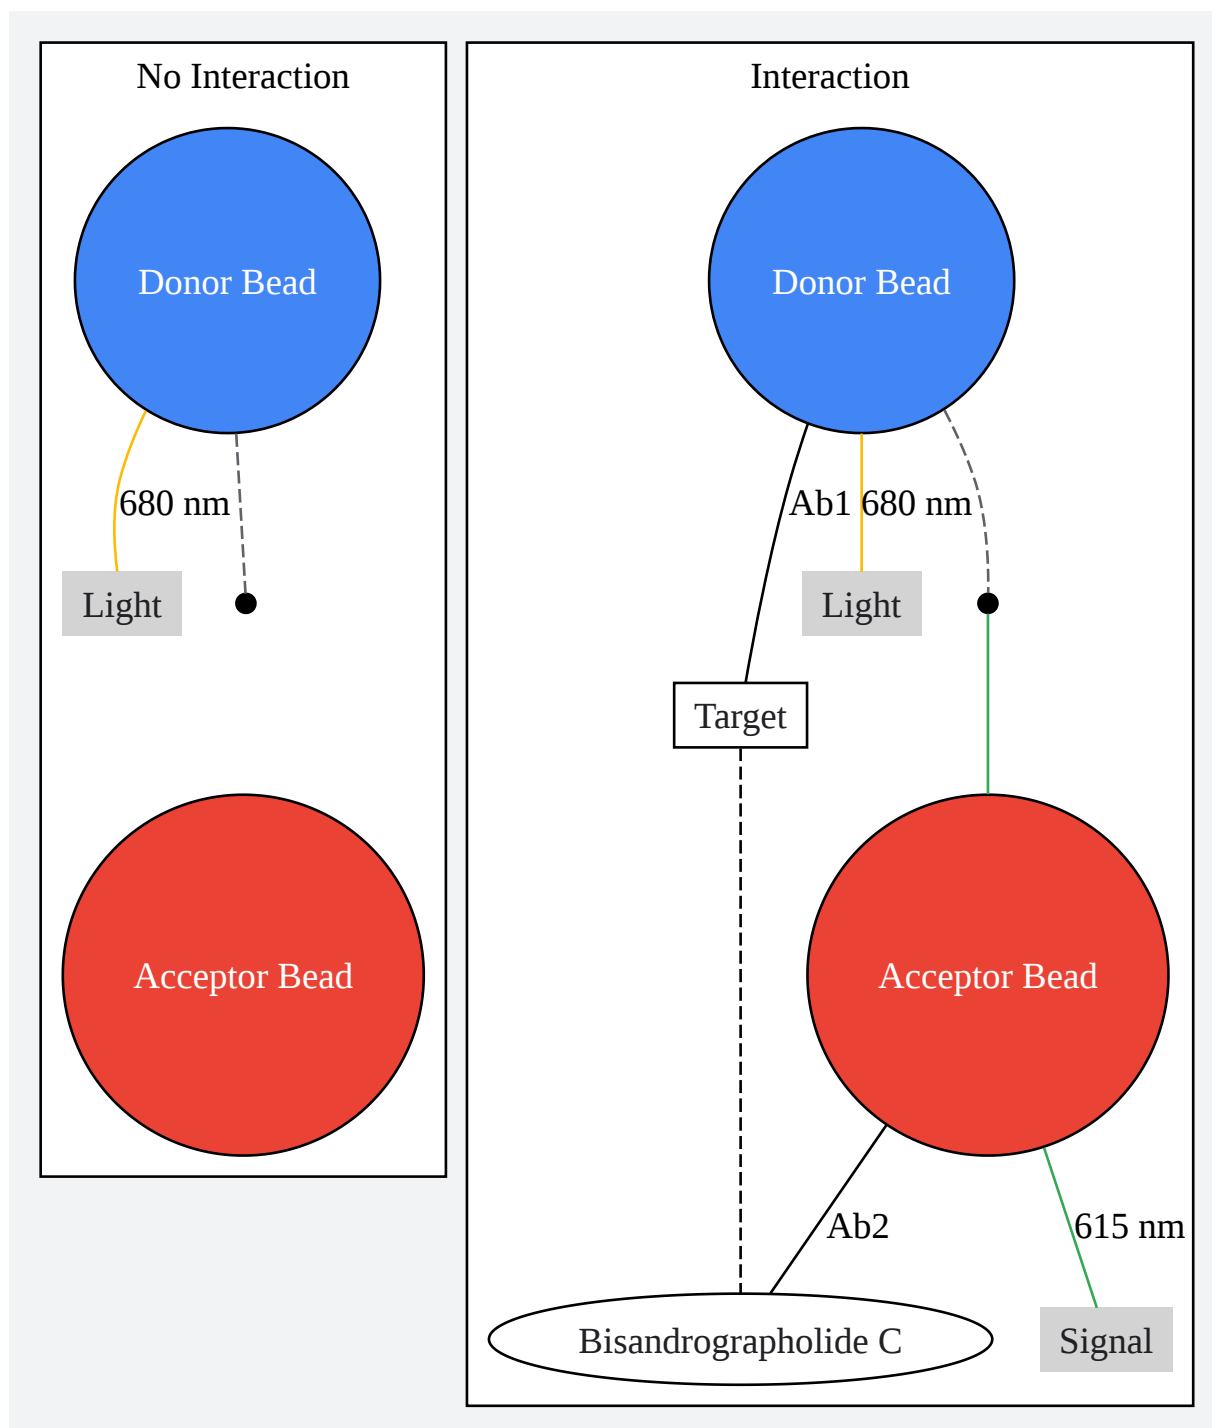 No Interaction
Donor Bead
680 nm
Light
Acceptor Bead
Interaction
Donor Bead
Ab1
680 nm
Light
Target
Acceptor Bead
Ab2
615 nm
Bisandrographolide C
Signal